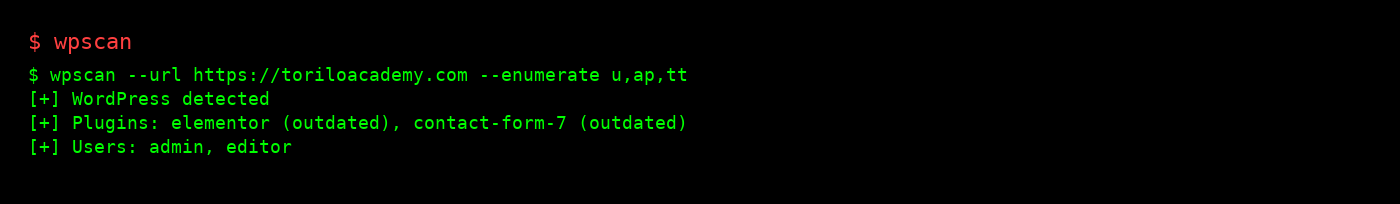 $ wpscan
$ wpscan --url https://toriloacademy.com --enumerate u,ap,tt
[+] WordPress detected
[+] Plugins: elementor (outdated), contact-form-7 (outdated)
[+] Users: admin, editor